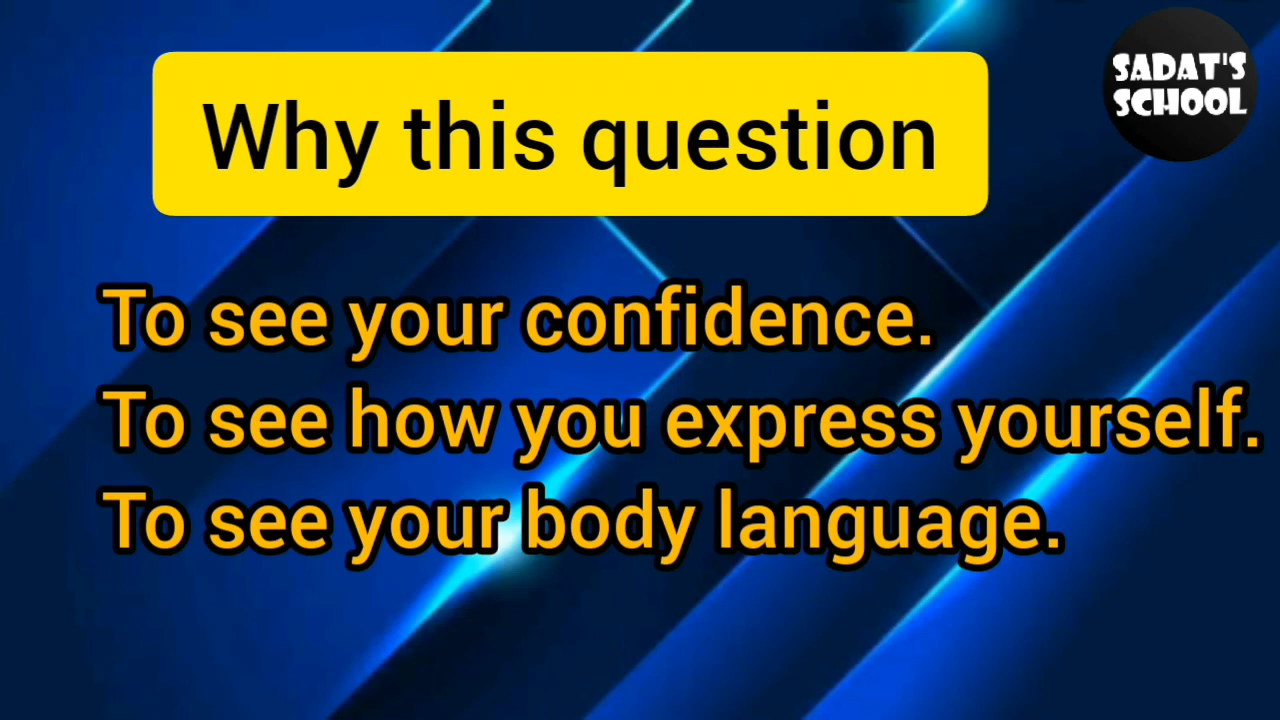 Why this question
SADAT'S
SCHOOL
To see your confidence.
To see how you express yourself.
To see your body language.